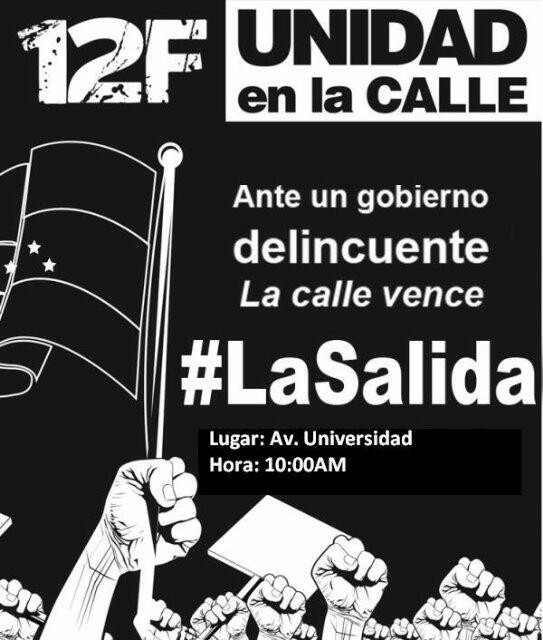 12F
UNIDAD
en la CALLE
Ante un gobierno
delincuente
La calle vence
#LaSalida
Lugar: Av. Universidad
Hora: 10:00AM